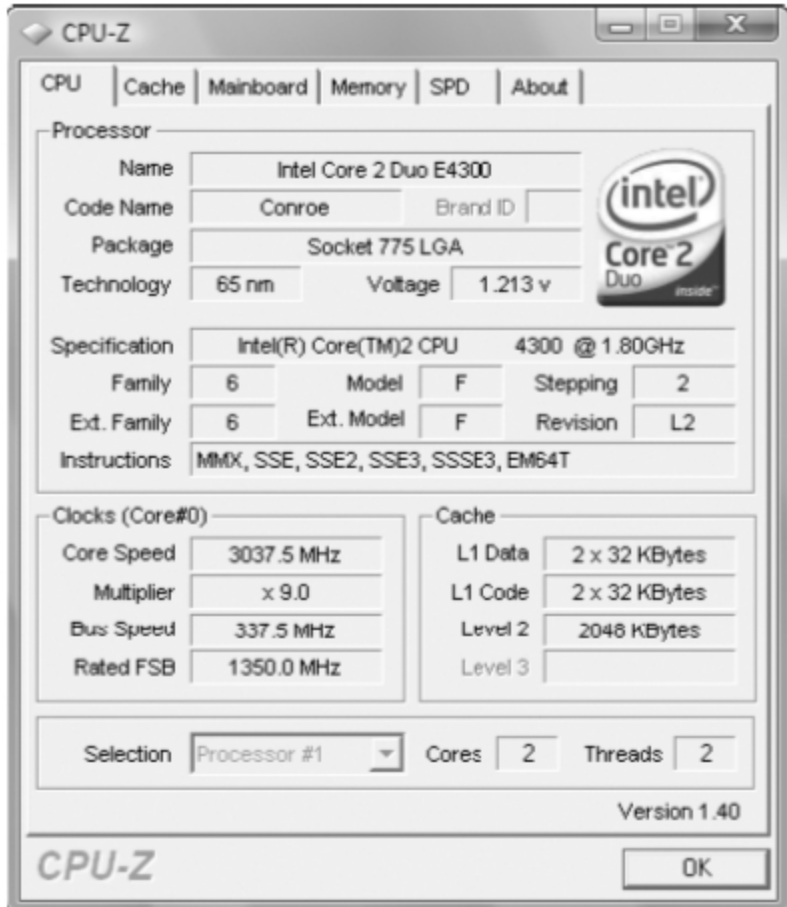 CPU-Z
CPU Cache Mainboard Memory SPD About
Processor
Name Intel Core 2 Duo E4300
Code Name Conroe Brand ID
Package Socket 775 LGA
Technology 65 nm Voltage 1.213 v
intel
Core™2
Duo
inside™
Specification Intel(R) Core(TM)2 CPU 4300 @ 1.80GHz
Family 6 Model F Stepping 2
Ext. Family 6 Ext. Model F Revision L2
Instructions MMX, SSE, SSE2, SSE3, SSSE3, EM64T
Clocks (Core#0)
Core Speed 3037.5 MHz
Multiplier x 9.0
Bus Speed 337.5 MHz
Rated FSB 1350.0 MHz
Cache
L1 Data 2 x 32 KBytes
L1 Code 2 x 32 KBytes
Level 2 2048 KBytes
Level 3
Selection Processor #1 Cores 2 Threads 2
Version 1.40
CPU-Z OK